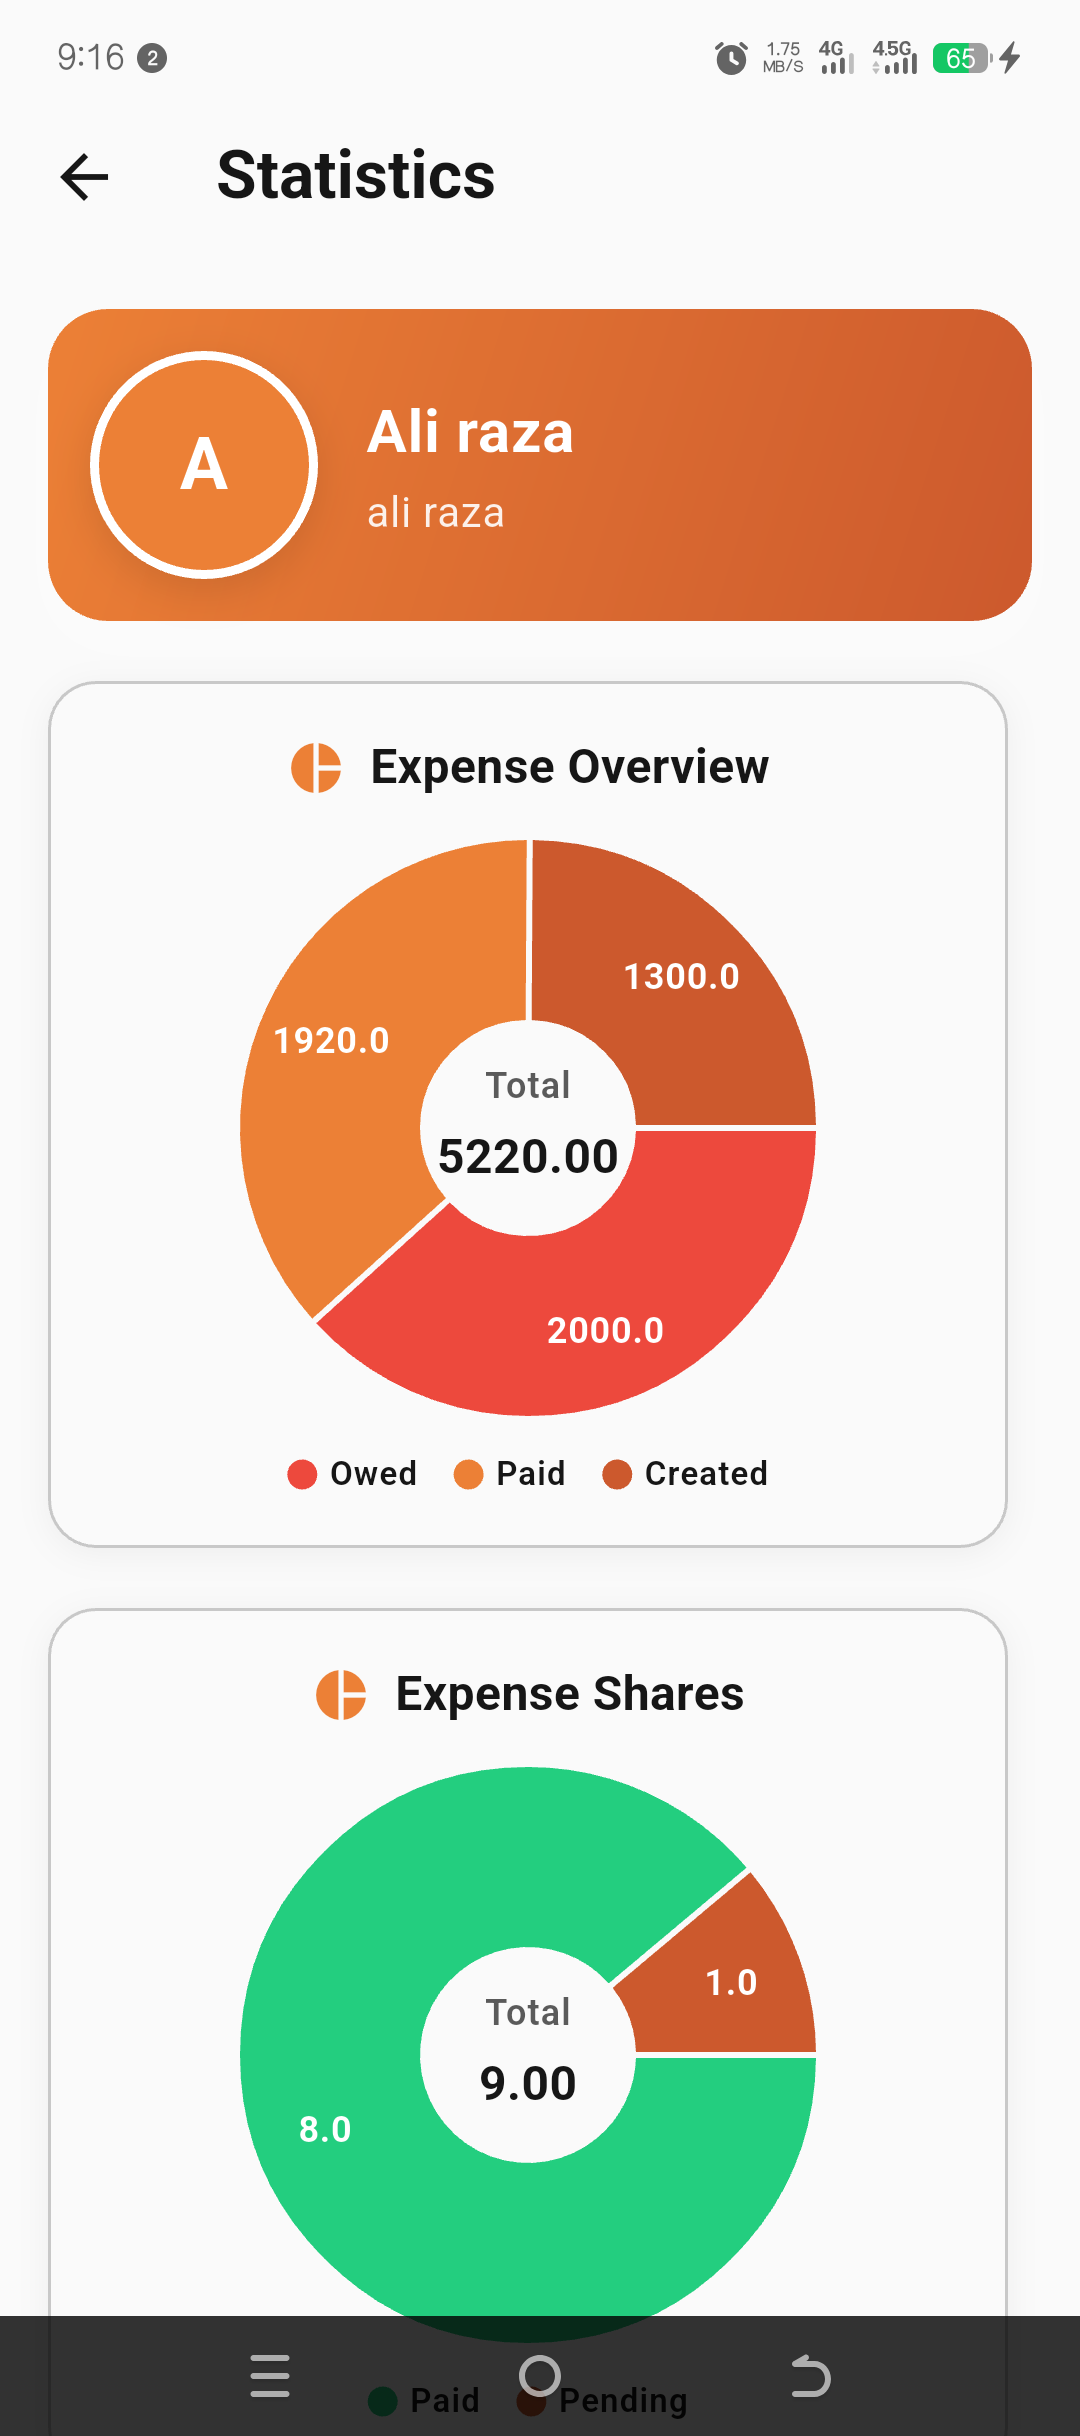 9:16 2 1.75 MB/S 4G 4.5G 65
Statistics
A
Ali raza
ali raza
Expense Overview
1300.0
1920.0
Total
5220.00
2000.0
Owed Paid Created
Expense Shares
1.0
Total
9.00
8.0
Paid Pending